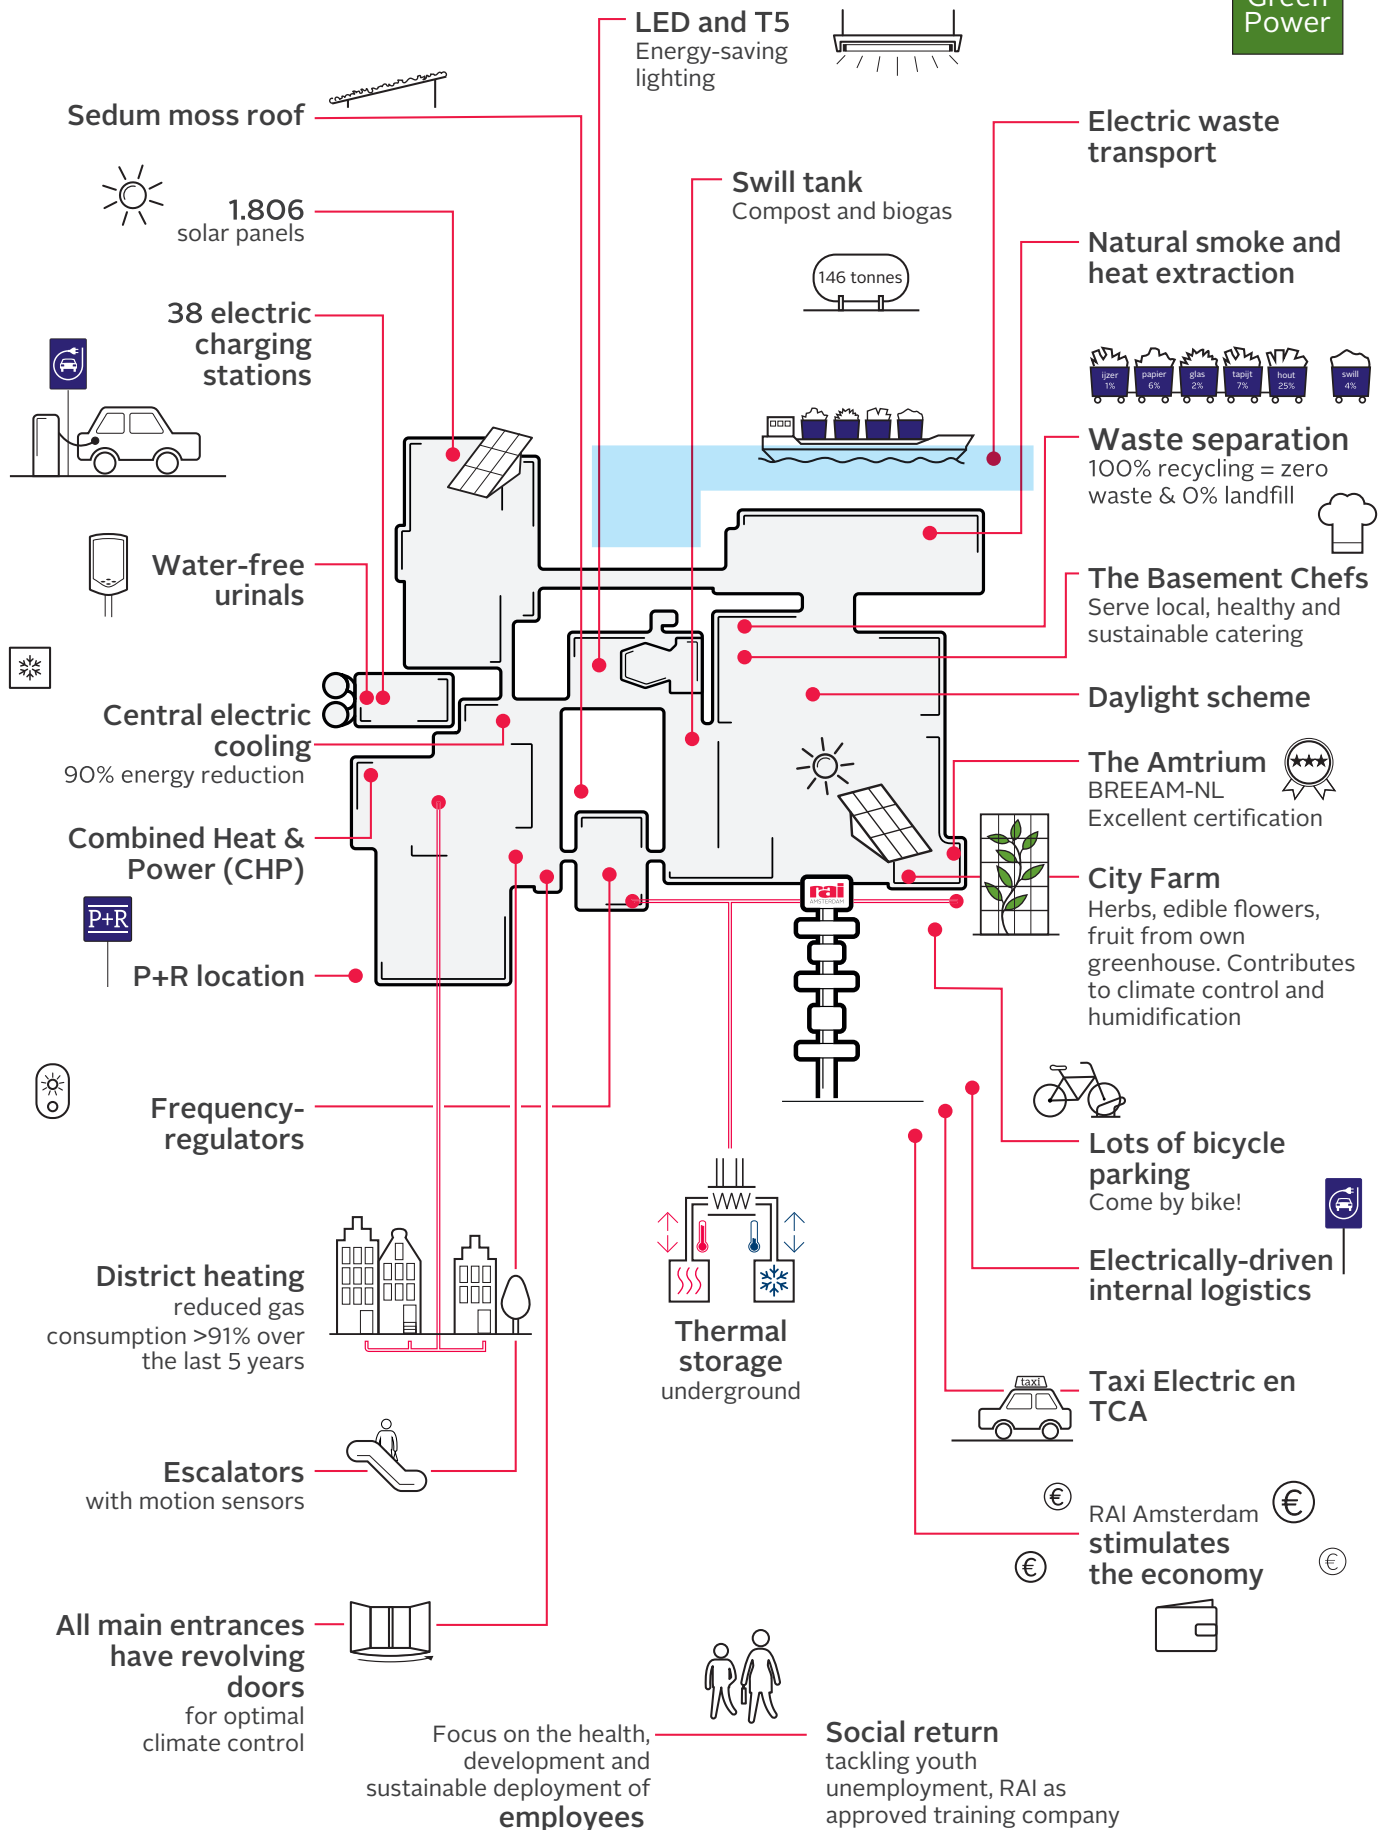 LED and T5
Energy-saving
lighting
Green
Power
Sedum moss roof
Electric waste
transport
1.806
solar panels
Swill tank
Compost and biogas
146 tonnes
Natural smoke and
heat extraction
38 electric
charging
stations
ijzer
1%
papier
6%
glas
2%
tapijt
7%
hout
25%
swill
4%
Waste separation
100% recycling = zero
waste & 0% landfill
Water-free
urinals
The Basement Chefs
Serve local, healthy and
sustainable catering
Daylight scheme
Central electric
cooling
90% energy reduction
The Amtrium
BREEAM-NL
Excellent certification
Combined Heat &
Power (CHP)
City Farm
Herbs, edible flowers,
fruit from own
greenhouse. Contributes
to climate control and
humidification
rai
AMSTERDAM
P+R
P+R location
Frequency-
regulators
Lots of bicycle
parking
Come by bike!
District heating
reduced gas
consumption >91% over
the last 5 years
Electrically-driven
internal logistics
Thermal
storage
underground
taxi
Taxi Electric en
TCA
Escalators
with motion sensors
€
€
€
€
RAI Amsterdam
stimulates
the economy
All main entrances
have revolving
doors
for optimal
climate control
Focus on the health,
development and
sustainable deployment of
employees
Social return
tackling youth
unemployment, RAI as
approved training company